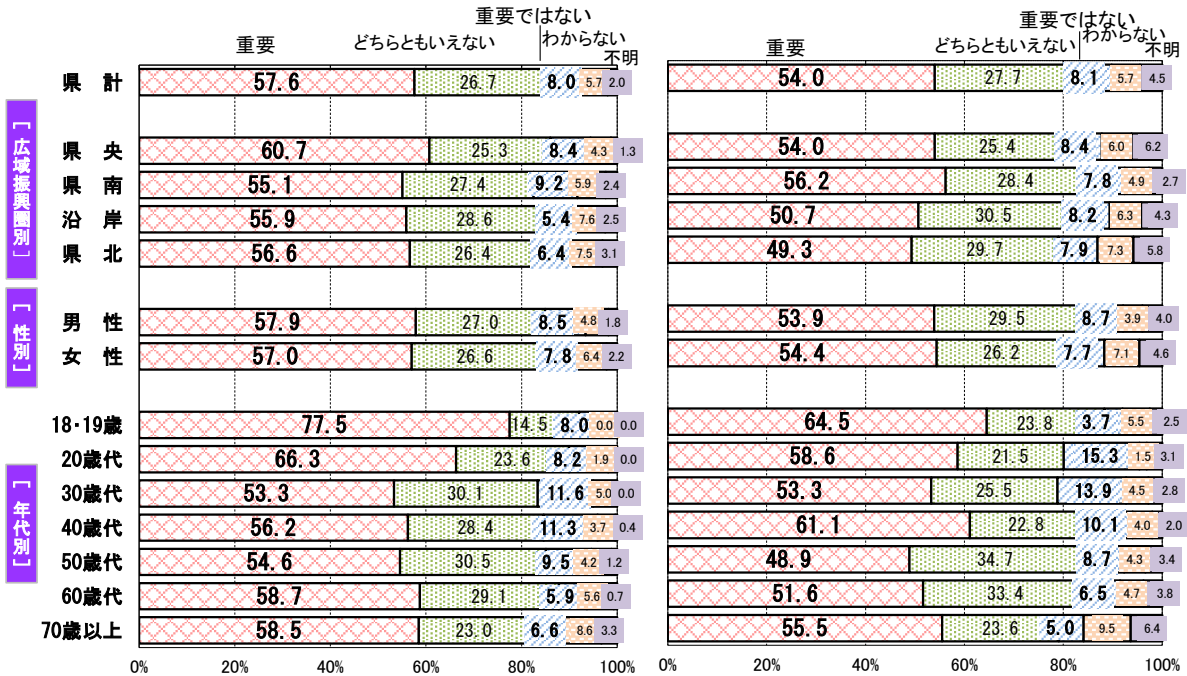 重要ではない 重要ではない
重要 どちらともいえない わからない 不明 重要 どちらともいえない わからない 不明
県 計 57.6 26.7 8.0 5.7 2.0 54.0 27.7 8.1 5.7 4.5
[広域振興圏別]
県 央 60.7 25.3 8.4 4.3 1.3 54.0 25.4 8.4 6.0 6.2
県 南 55.1 27.4 9.2 5.9 2.4 56.2 28.4 7.8 4.9 2.7
沿 岸 55.9 28.6 5.4 7.6 2.5 50.7 30.5 8.2 6.3 4.3
県 北 56.6 26.4 6.4 7.5 3.1 49.3 29.7 7.9 7.3 5.8
[性別]
男 性 57.9 27.0 8.5 4.8 1.8 53.9 29.5 8.7 3.9 4.0
女 性 57.0 26.6 7.8 6.4 2.2 54.4 26.2 7.7 7.1 4.6
[年代別]
18・19歳 77.5 14.5 8.0 0.0 0.0 64.5 23.8 3.7 5.5 2.5
20歳代 66.3 23.6 8.2 1.9 0.0 58.6 21.5 15.3 1.5 3.1
30歳代 53.3 30.1 11.6 5.0 0.0 53.3 25.5 13.9 4.5 2.8
40歳代 56.2 28.4 11.3 3.7 0.4 61.1 22.8 10.1 4.0 2.0
50歳代 54.6 30.5 9.5 4.2 1.2 48.9 34.7 8.7 4.3 3.4
60歳代 58.7 29.1 5.9 5.6 0.7 51.6 33.4 6.5 4.7 3.8
70歳以上 58.5 23.0 6.6 8.6 3.3 55.5 23.6 5.0 9.5 6.4
0% 20% 40% 60% 80% 100% 0% 20% 40% 60% 80% 100%